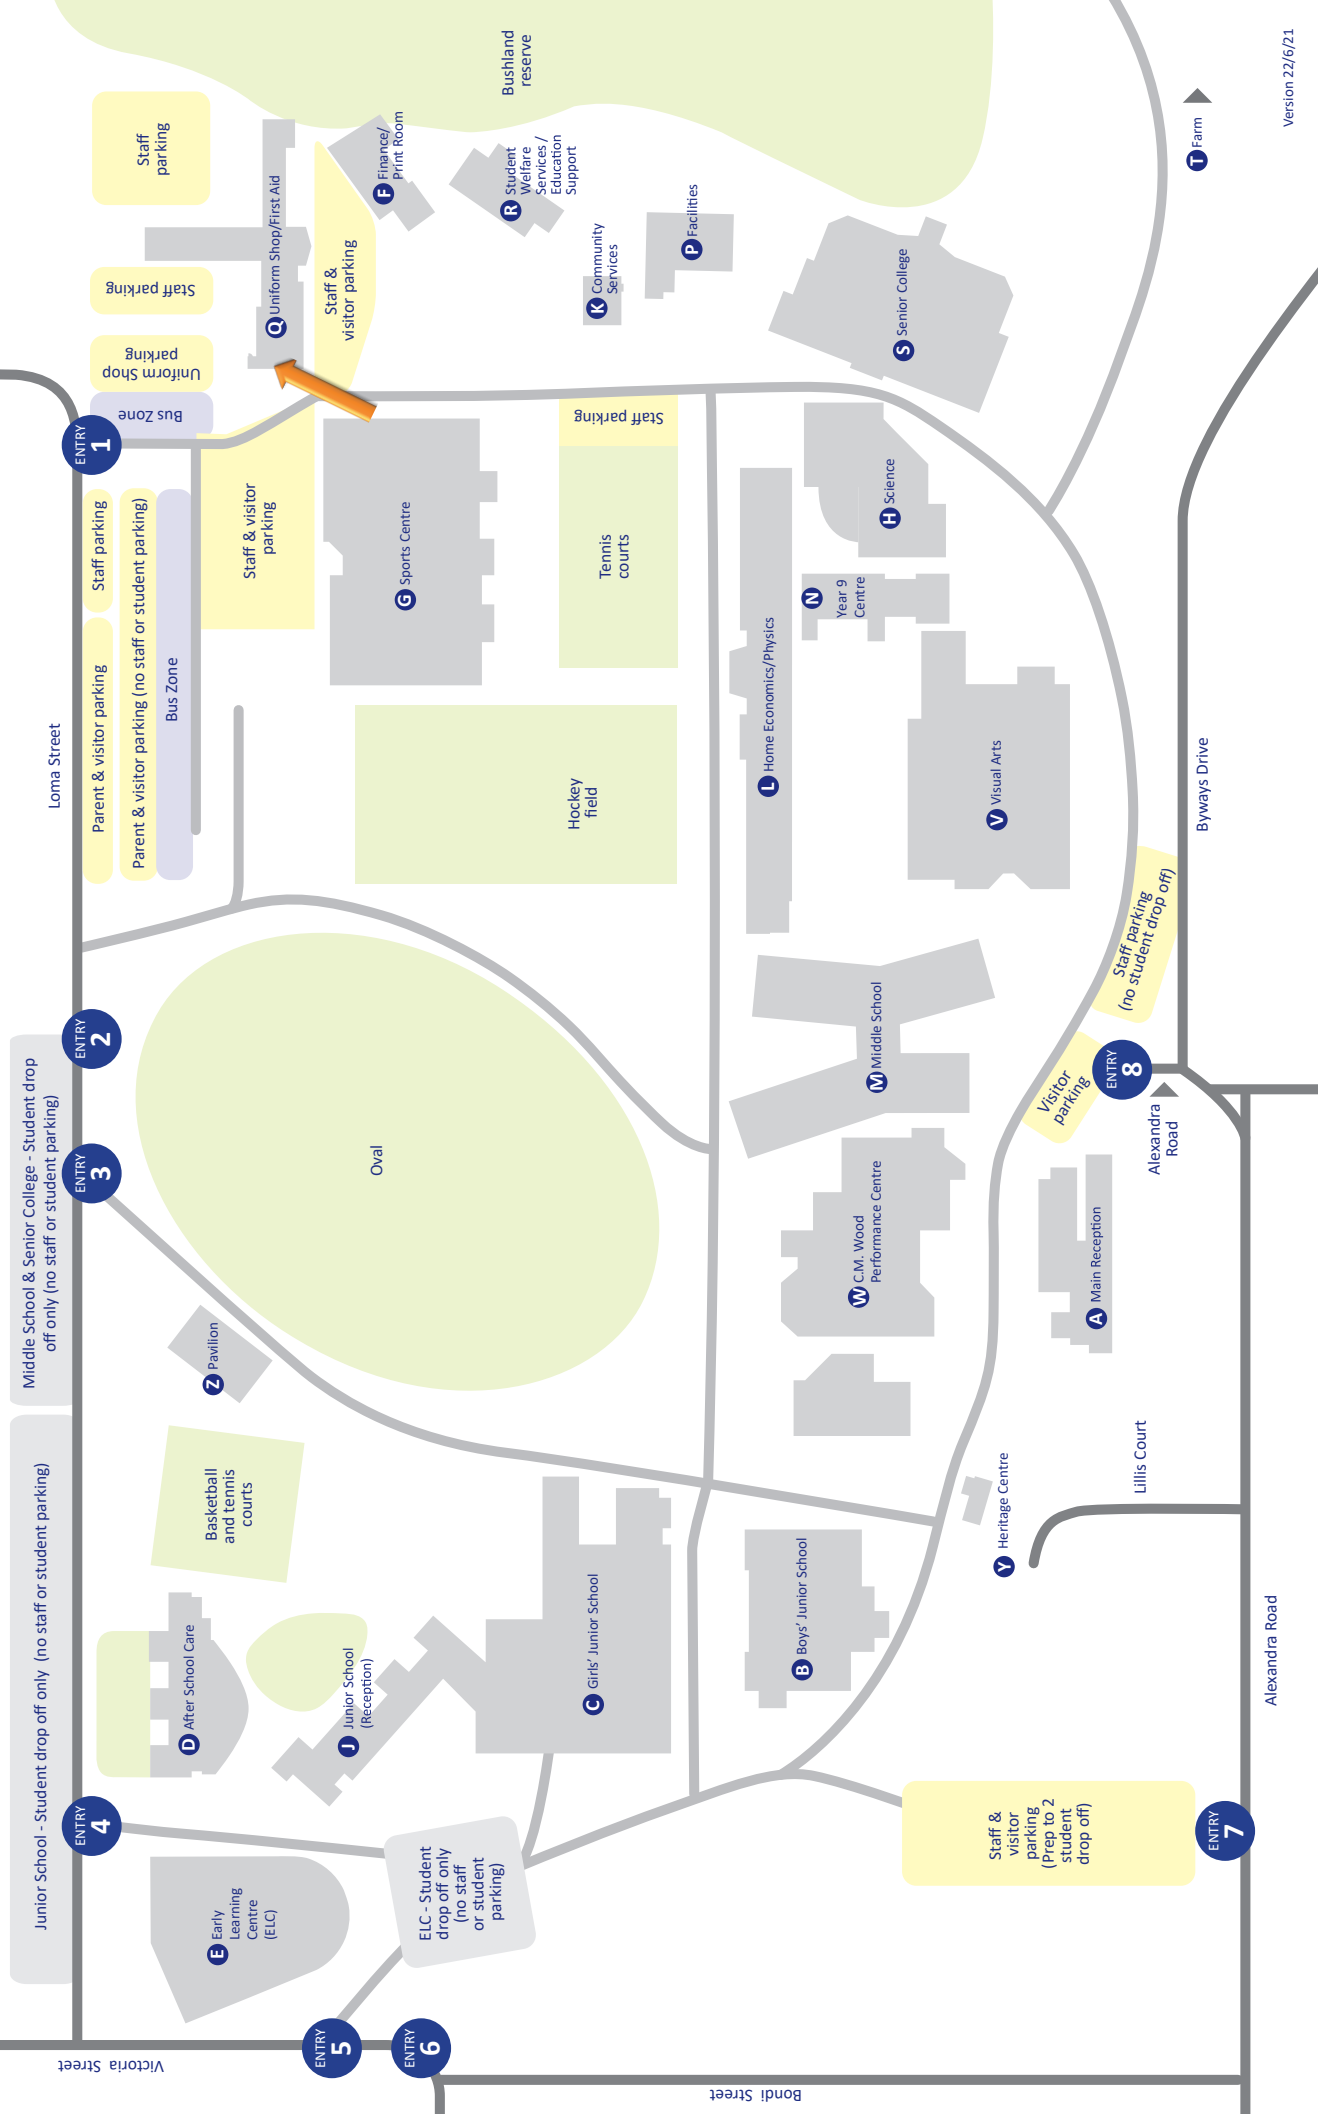 Bushland
reserve
Version 22/6/21
T Farm
Staff
parking
Staff parking
Uniform Shop
parking
Bus Zone
Q Uniform Shop/First Aid
F Finance/
Print Room
Staff &
visitor parking
R Student
Welfare
Services /
Education
Support
K Community
Services
P Facilities
S Senior College
ENTRY
1
Loma Street
Staff parking
Parent & visitor parking
Parent & visitor parking (no staff or student parking)
Bus Zone
Staff & visitor
parking
G Sports Centre
Staff parking
Tennis
courts
Hockey
field
H Science
N
Year 9
Centre
L Home Economics/Physics
V Visual Arts
Byways Drive
Staff parking
(no student drop off)
Visitor
parking
ENTRY
8
Alexandra
Road
ENTRY
2
Middle School & Senior College - Student drop
off only (no staff or student parking)
ENTRY
3
Oval
M Middle School
W C.M. Wood
Performance Centre
A Main Reception
Z Pavilion
Basketball
and tennis
courts
Junior School - Student drop off only (no staff or student parking)
D After School Care
J Junior School
(Reception)
C Girls' Junior School
B Boys' Junior School
Y Heritage Centre
Lillis Court
Alexandra Road
ENTRY
4
E Early
Learning
Centre
(ELC)
ELC - Student
drop off only
(no staff
or student
parking)
Staff &
visitor
parking
(Prep to 2
student
drop off)
ENTRY
7
ENTRY
5
ENTRY
6
Victoria Street
Bondi Street